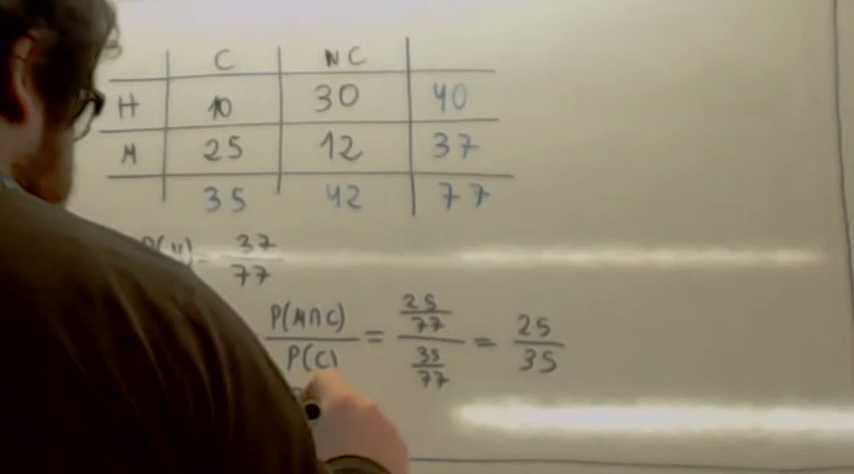 C NC
H 10 30 40
M 25 12 37
35 42 77
P(M) = 37/77
P(M∩C)/P(C) = (25/77)/(35/77) = 25/35